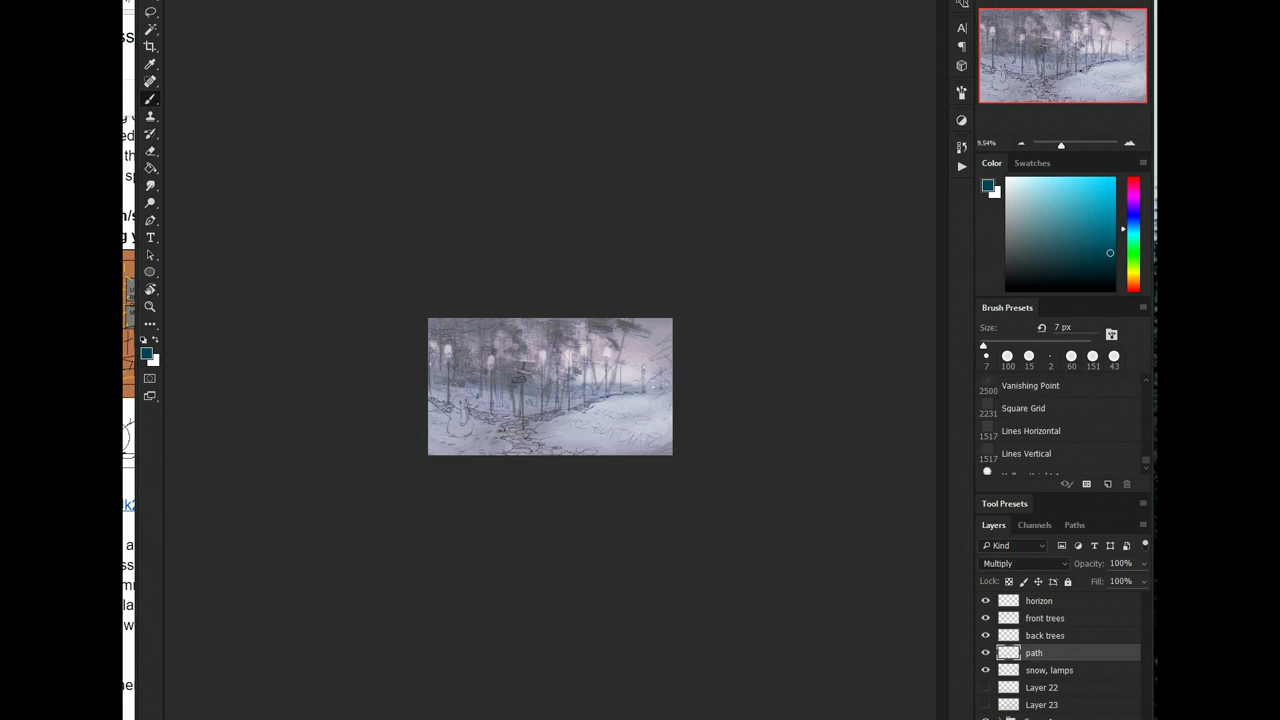 9.54%
Color Swatches
Brush Presets
Size: 7 px
7 100 15 2 60 151 43
2500 Vanishing Point
2231 Square Grid
1517 Lines Horizontal
1517 Lines Vertical
Tool Presets
Layers Channels Paths
Kind
Multiply Opacity: 100%
Lock: Fill: 100%
horizon
front trees
back trees
path
snow, lamps
Layer 22
Layer 23